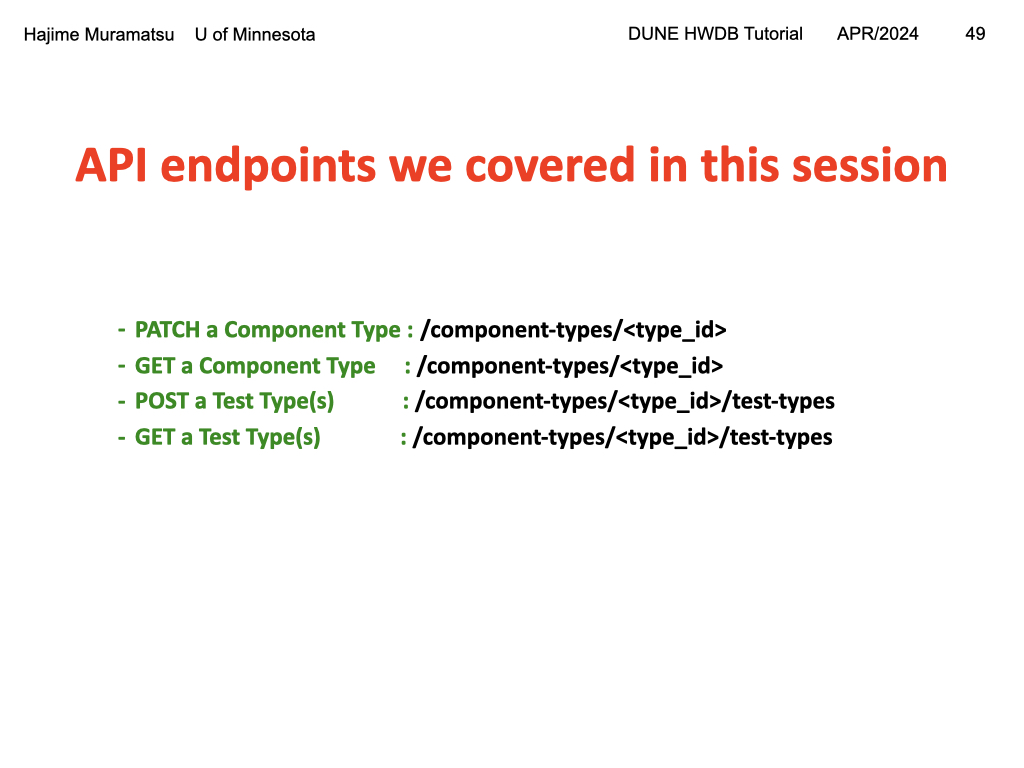 Hajime Muramatsu U of Minnesota DUNE HWDB Tutorial APR/2024 49
API endpoints we covered in this session
- PATCH a Component Type : /component-types/<type_id>
- GET a Component Type : /component-types/<type_id>
- POST a Test Type(s) : /component-types/<type_id>/test-types
- GET a Test Type(s) : /component-types/<type_id>/test-types